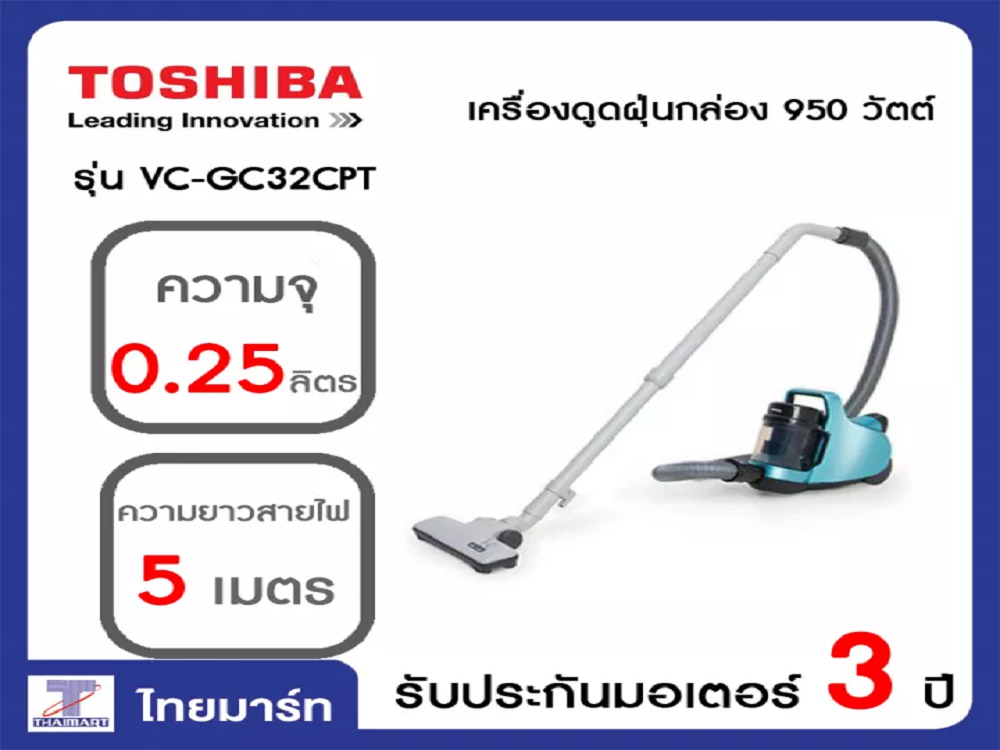 TOSHIBA
Leading Innovation >>>
เครื่องดูดฝุ่นกล่อง 950 วัตต์
รุ่น VC-GC32CPT
ความจุ
0.25 ลิตร
ความยาวสายไฟ
5 เมตร
THAIMART
ไทยมาร์ท
รับประกันมอเตอร์ 3 ปี